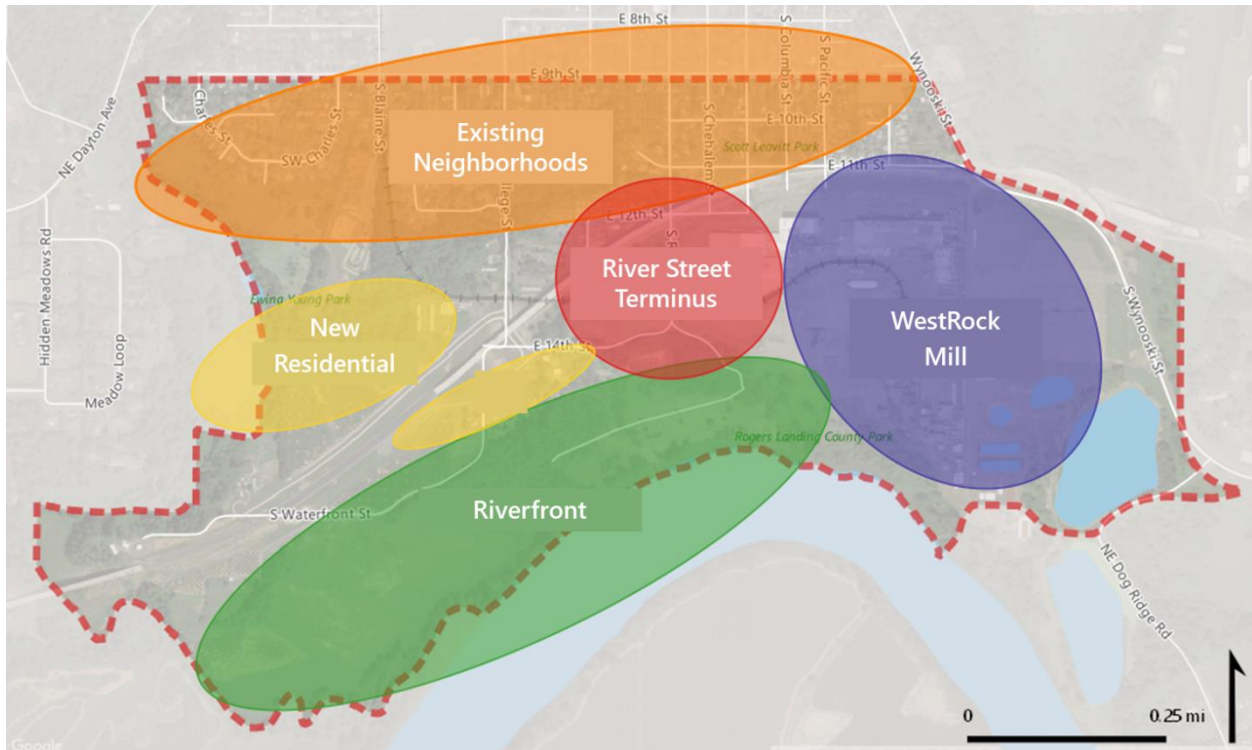 E 8th St
S Columbia St
S Pacific St
Wynooski St
NE Dayton Ave
E 9th St
Charles St
SW Charles St
S Blaine St
Existing
Neighborhoods
S Chehalem S
E 10th St
Scott Leavitt Park
E 11th St
llege St
E 12th St
S R
River Street
Terminus
Hidden Meadows Rd
Meadow Loop
Ewing Young Park
New
Residential
E 14th St
WestRock
Mill
S Wynooski St
Rogers Landing County Park
S Waterfront St
Riverfront
NE Dog Ridge Rd
0
0.25 mi
Google